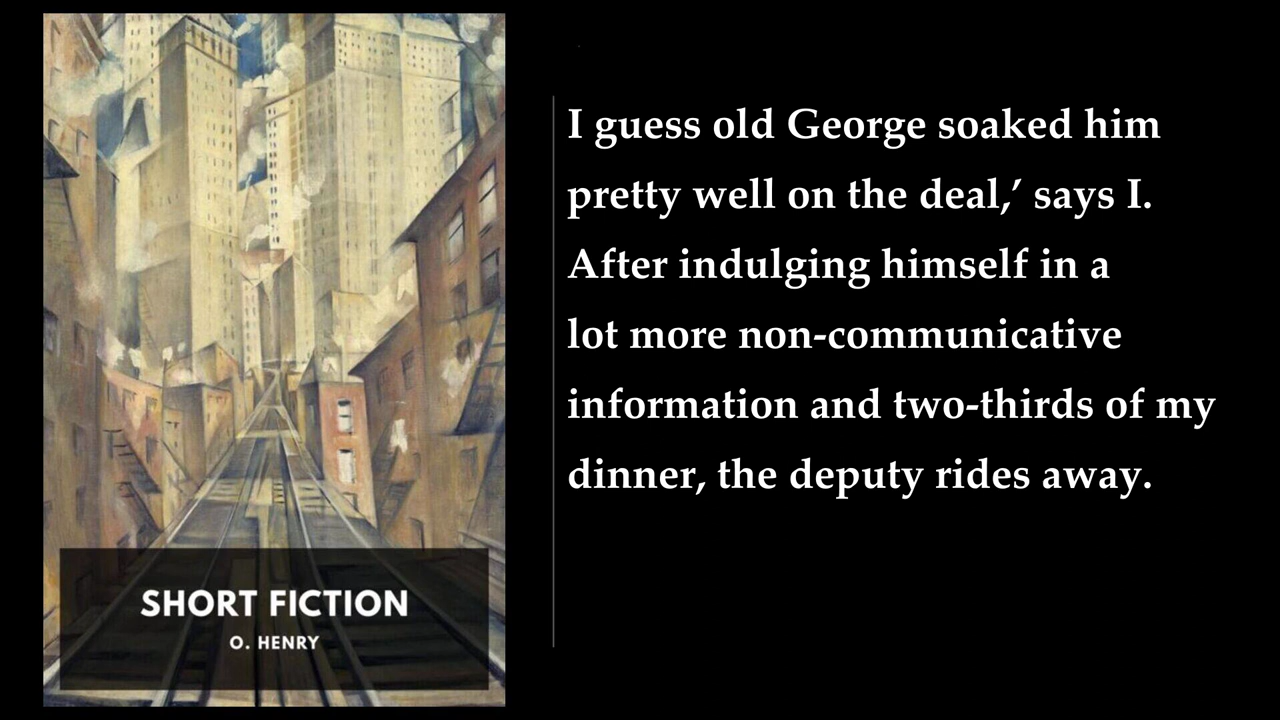 SHORT FICTION
O. HENRY
I guess old George soaked him
pretty well on the deal,’ says I.
After indulging himself in a
lot more non-communicative
information and two-thirds of my
dinner, the deputy rides away.